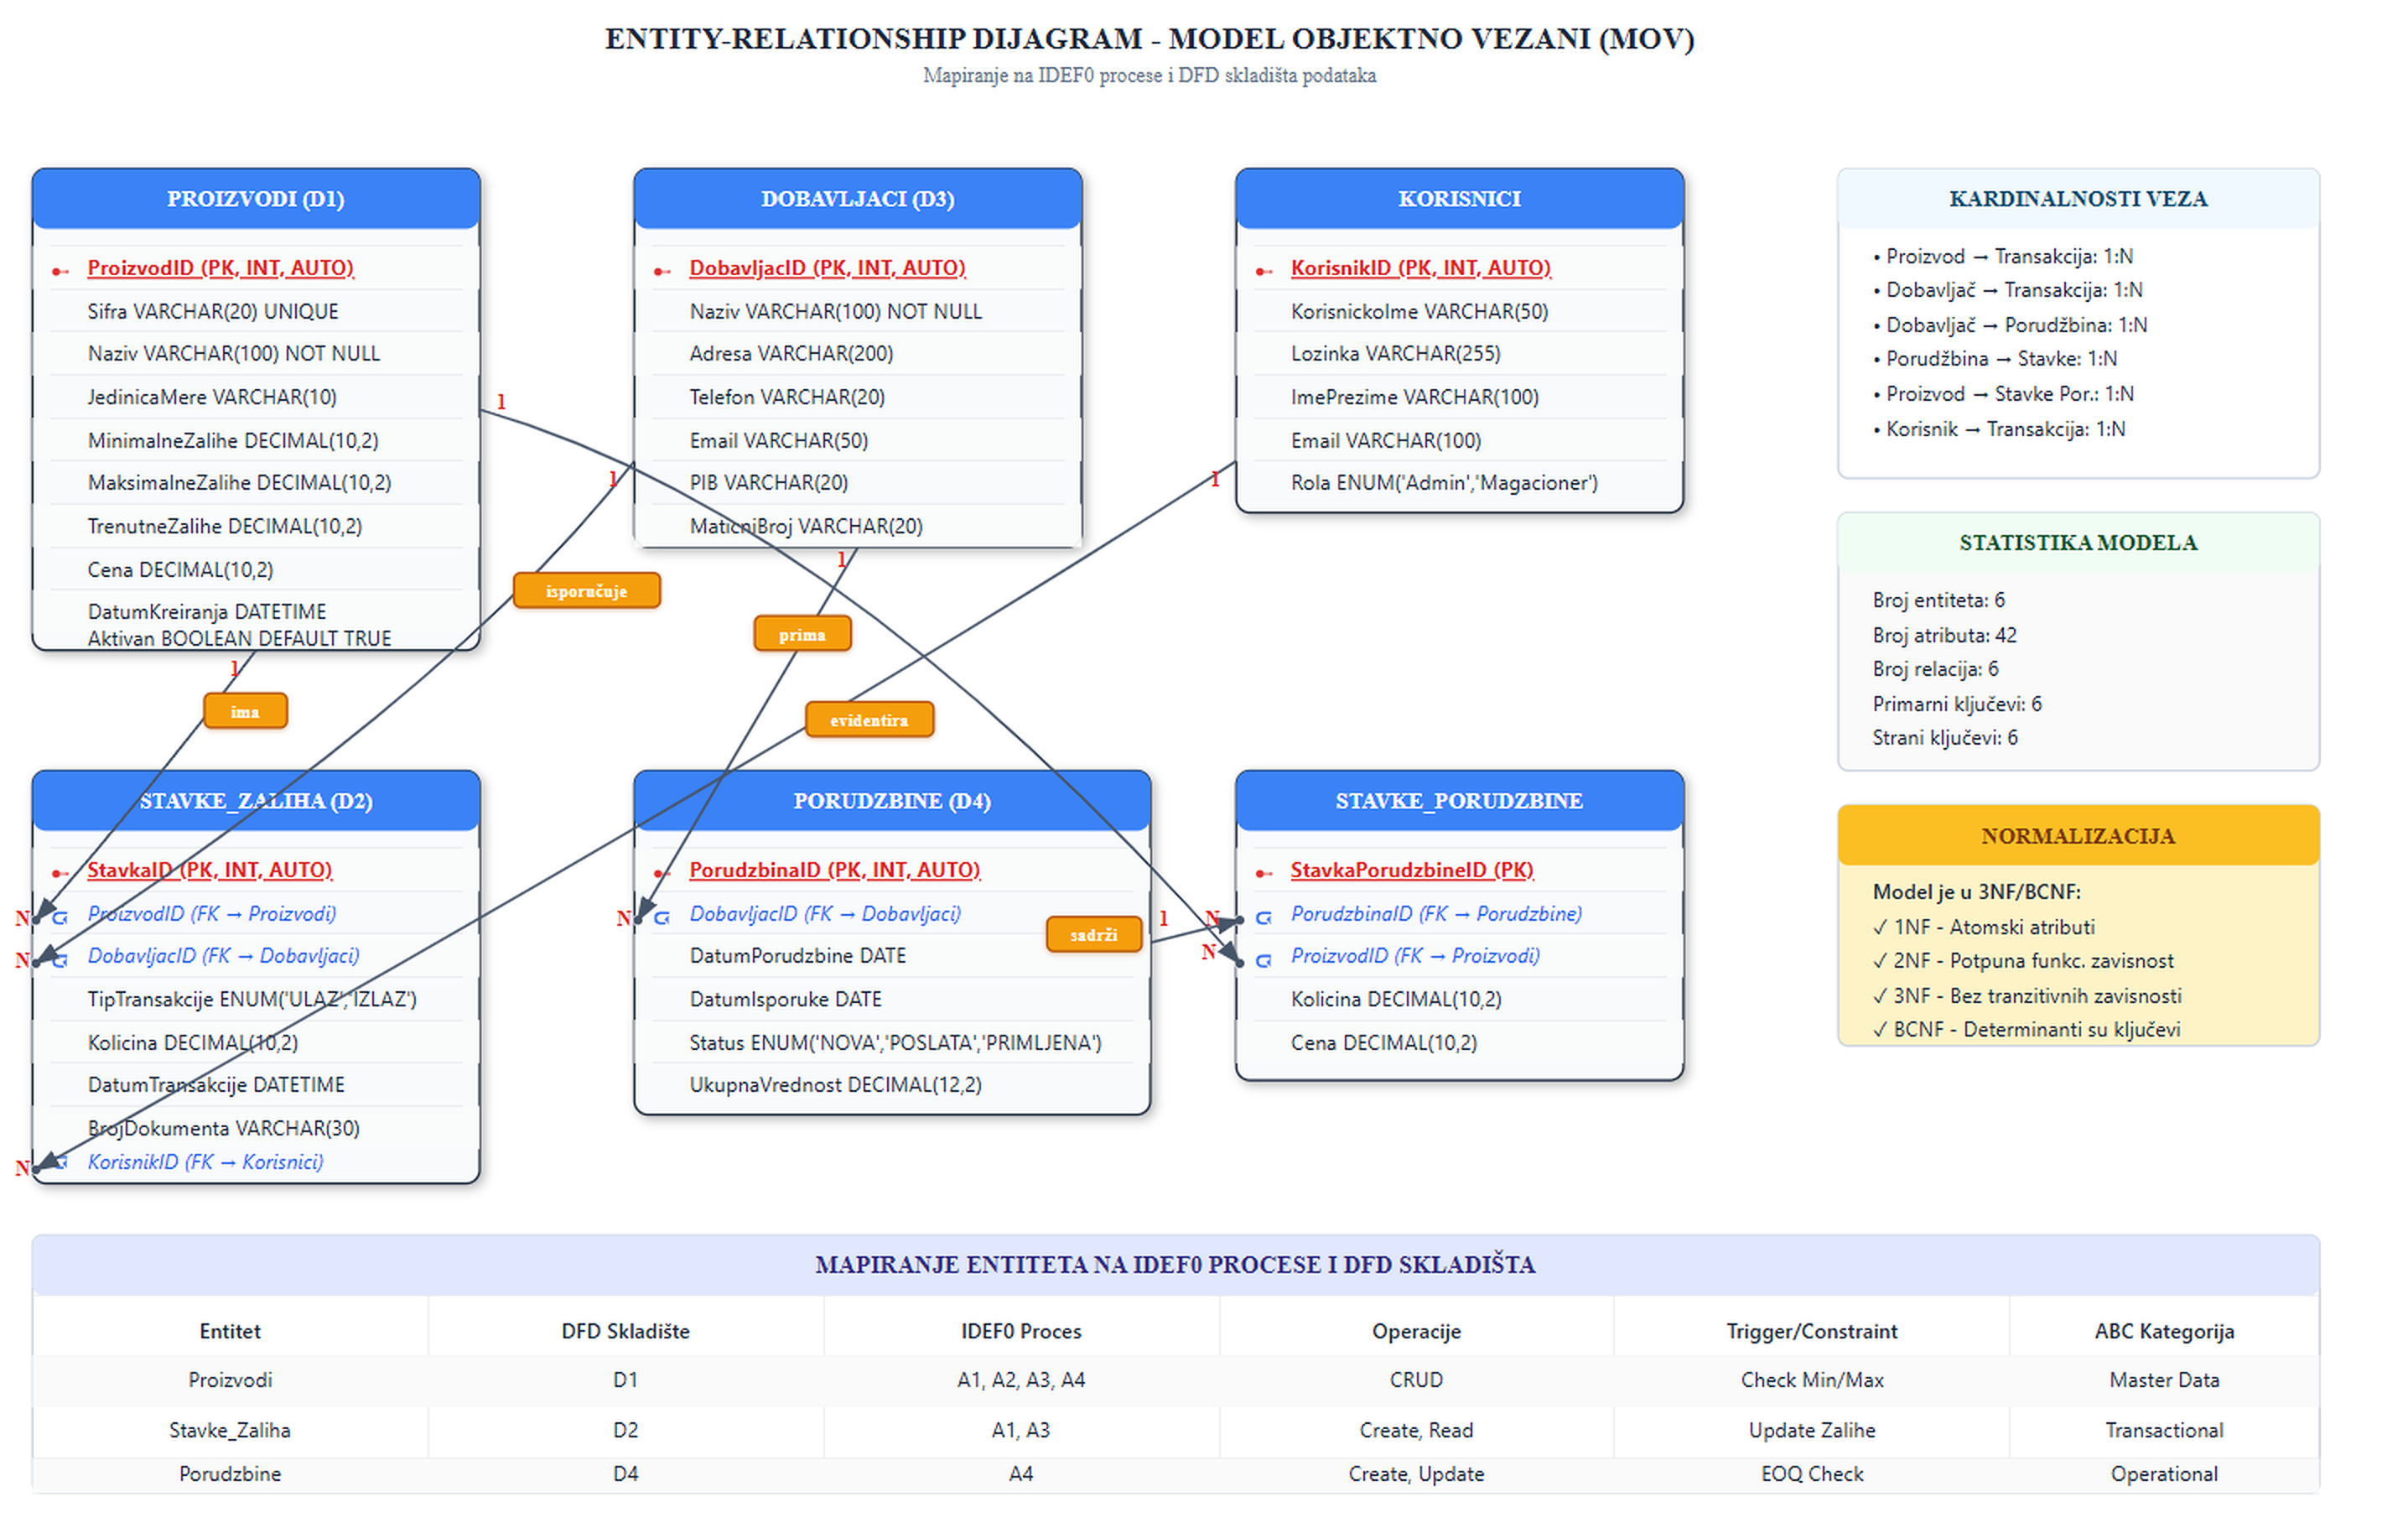 ENTITY-RELATIONSHIP DIJAGRAM - MODEL OBJEKTNO VEZANI (MOV)
Mapiranje na IDEF0 procese i DFD skladišta podataka
PROIZVODI (D1)
ProizvodID (PK, INT, AUTO)
Sifra VARCHAR(20) UNIQUE
Naziv VARCHAR(100) NOT NULL
JedinicaMere VARCHAR(10)
MinimalneZalihe DECIMAL(10,2)
MaksimalneZalihe DECIMAL(10,2)
TrenutneZalihe DECIMAL(10,2)
Cena DECIMAL(10,2)
DatumKreiranja DATETIME
Aktivan BOOLEAN DEFAULT TRUE
DOBAVLJACI (D3)
DobavljacID (PK, INT, AUTO)
Naziv VARCHAR(100) NOT NULL
Adresa VARCHAR(200)
Telefon VARCHAR(20)
Email VARCHAR(50)
PIB VARCHAR(20)
MaticniBroj VARCHAR(20)
KORISNICI
KorisnikID (PK, INT, AUTO)
KorisnickoIme VARCHAR(50)
Lozinka VARCHAR(255)
ImePrezime VARCHAR(100)
Email VARCHAR(100)
Rola ENUM('Admin','Magacioner')
KARDINALNOSTI VEZA
• Proizvod → Transakcija: 1:N
• Dobavljač → Transakcija: 1:N
• Dobavljač → Porudžbina: 1:N
• Porudžbina → Stavke: 1:N
• Proizvod → Stavke Por.: 1:N
• Korisnik → Transakcija: 1:N
STATISTIKA MODELA
Broj entiteta: 6
Broj atributa: 42
Broj relacija: 6
Primarni ključevi: 6
Strani ključevi: 6
1
1
1
1
1
isporučuje
prima
ima
evidentira
STAVKE_ZALIHA (D2)
StavkaID (PK, INT, AUTO)
N
ProizvodID (FK → Proizvodi)
N
DobavljacID (FK → Dobavljaci)
TipTransakcije ENUM('ULAZ','IZLAZ')
Kolicina DECIMAL(10,2)
DatumTransakcije DATETIME
BrojDokumenta VARCHAR(30)
N
KorisnikID (FK → Korisnici)
PORUDZBINE (D4)
PorudzbinaID (PK, INT, AUTO)
N
DobavljacID (FK → Dobavljaci)
DatumPorudzbine DATE
DatumIsporuke DATE
Status ENUM('NOVA','POSLATA','PRIMLJENA')
UkupnaVrednost DECIMAL(12,2)
sadrži
1
STAVKE_PORUDZBINE
StavkaPorudzbineID (PK)
N
PorudzbinaID (FK → Porudzbine)
N
ProizvodID (FK → Proizvodi)
Kolicina DECIMAL(10,2)
Cena DECIMAL(10,2)
NORMALIZACIJA
Model je u 3NF/BCNF:
✓ 1NF - Atomski atributi
✓ 2NF - Potpuna funkc. zavisnost
✓ 3NF - Bez tranzitivnih zavisnosti
✓ BCNF - Determinanti su ključevi
MAPIRANJE ENTITETA NA IDEF0 PROCESE I DFD SKLADIŠTA
Entitet DFD Skladište IDEF0 Proces Operacije Trigger/Constraint ABC Kategorija
Proizvodi D1 A1, A2, A3, A4 CRUD Check Min/Max Master Data
Stavke_Zaliha D2 A1, A3 Create, Read Update Zalihe Transactional
Porudzbine D4 A4 Create, Update EOQ Check Operational